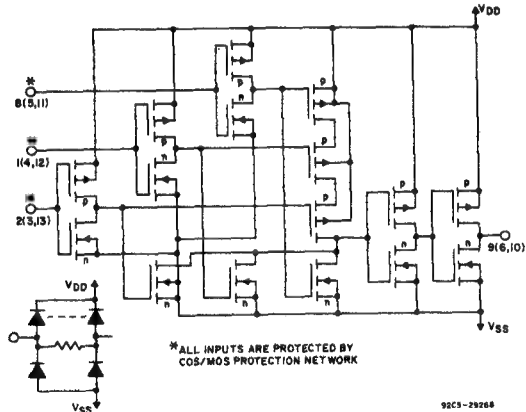 VDD
*
8(5,11)
p
n
p
*
1(4,12)
p
n
p
*
2(3,13)
p
n
p
p
p
n
n
9(6,10)
n
n
n
VDD
VSS
*ALL INPUTS ARE PROTECTED BY
COS/MOS PROTECTION NETWORK
VSS
92CS-29268